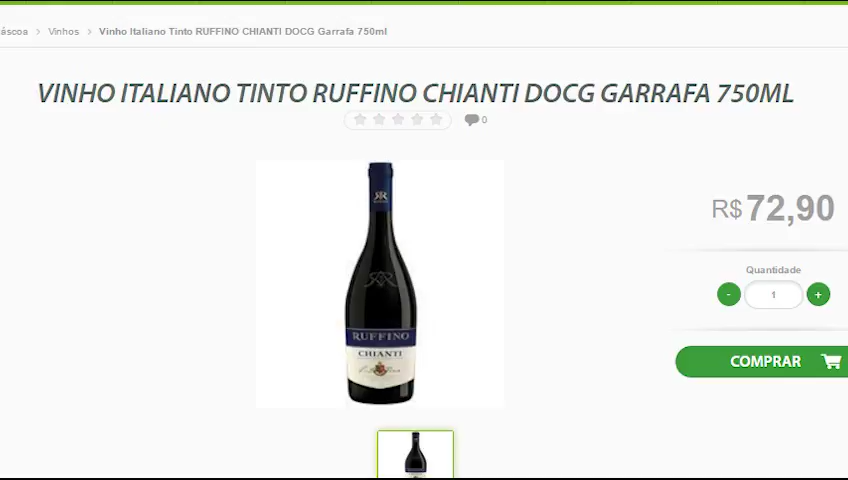 áscoa > Vinhos > Vinho Italiano Tinto RUFFINO CHIANTI DOCG Garrafa 750ml
VINHO ITALIANO TINTO RUFFINO CHIANTI DOCG GARRAFA 750ML
0
R$ 72,90
Quantidade
- 1 +
COMPRAR
RUFFINO
CHIANTI